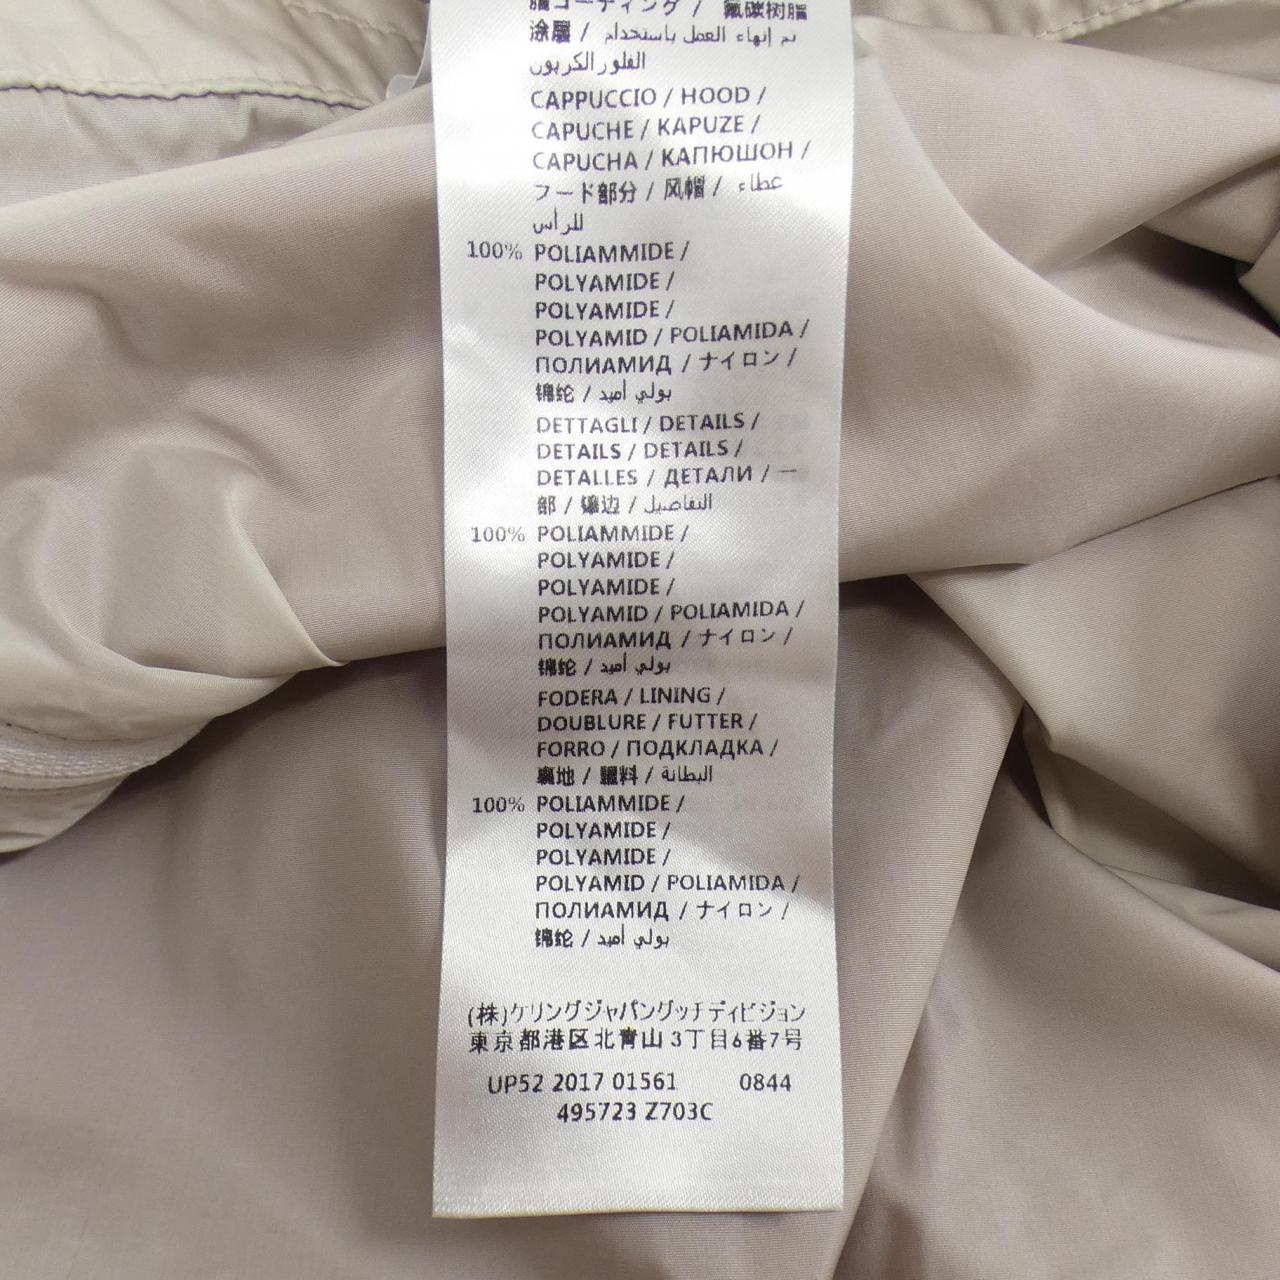 脂コーティング / 氟碳树脂
涂層 / تم إنهاء العمل باستخدام
الفلور الكربون
CAPPUCCIO / HOOD /
CAPUCHE / KAPUZE /
CAPUCHA / КАПЮШОН /
フード部分 / 风帽 / غطاء
للرأس
100% POLIAMMIDE /
POLYAMIDE /
POLYAMIDE /
POLYAMID / POLIAMIDA /
ПОЛИАМИД / ナイロン /
锦纶 / بولي أميد
DETTAGLI / DETAILS /
DETAILS / DETAILS /
DETALLES / ДЕТАЛИ / 一
部 / 镶边 / التفاصيل
100% POLIAMMIDE /
POLYAMIDE /
POLYAMIDE /
POLYAMID / POLIAMIDA /
ПОЛИАМИД / ナイロン /
锦纶 / بولي أميد
FODERA / LINING /
DOUBLURE / FUTTER /
FORRO / ПОДКЛАДКА /
裏地 / 料 / البطانة
100% POLIAMMIDE /
POLYAMIDE /
POLYAMIDE /
POLYAMID / POLIAMIDA /
ПОЛИАМИД / ナイロン /
锦纶 / بولي أميد
(株)ケリングジャパングッチディビジョン
東京都港区北青山3丁目6番7号
UP52 2017 01561 0844
495723 Z703C